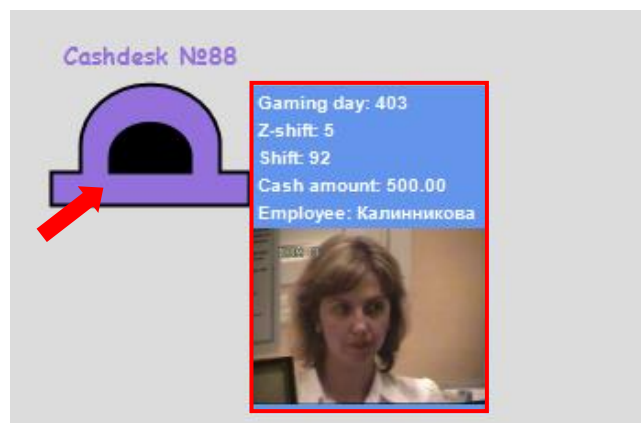 Cashdesk №88
Gaming day: 403
Z-shift: 5
Shift: 92
Cash amount: 500.00
Employee: Калинникова